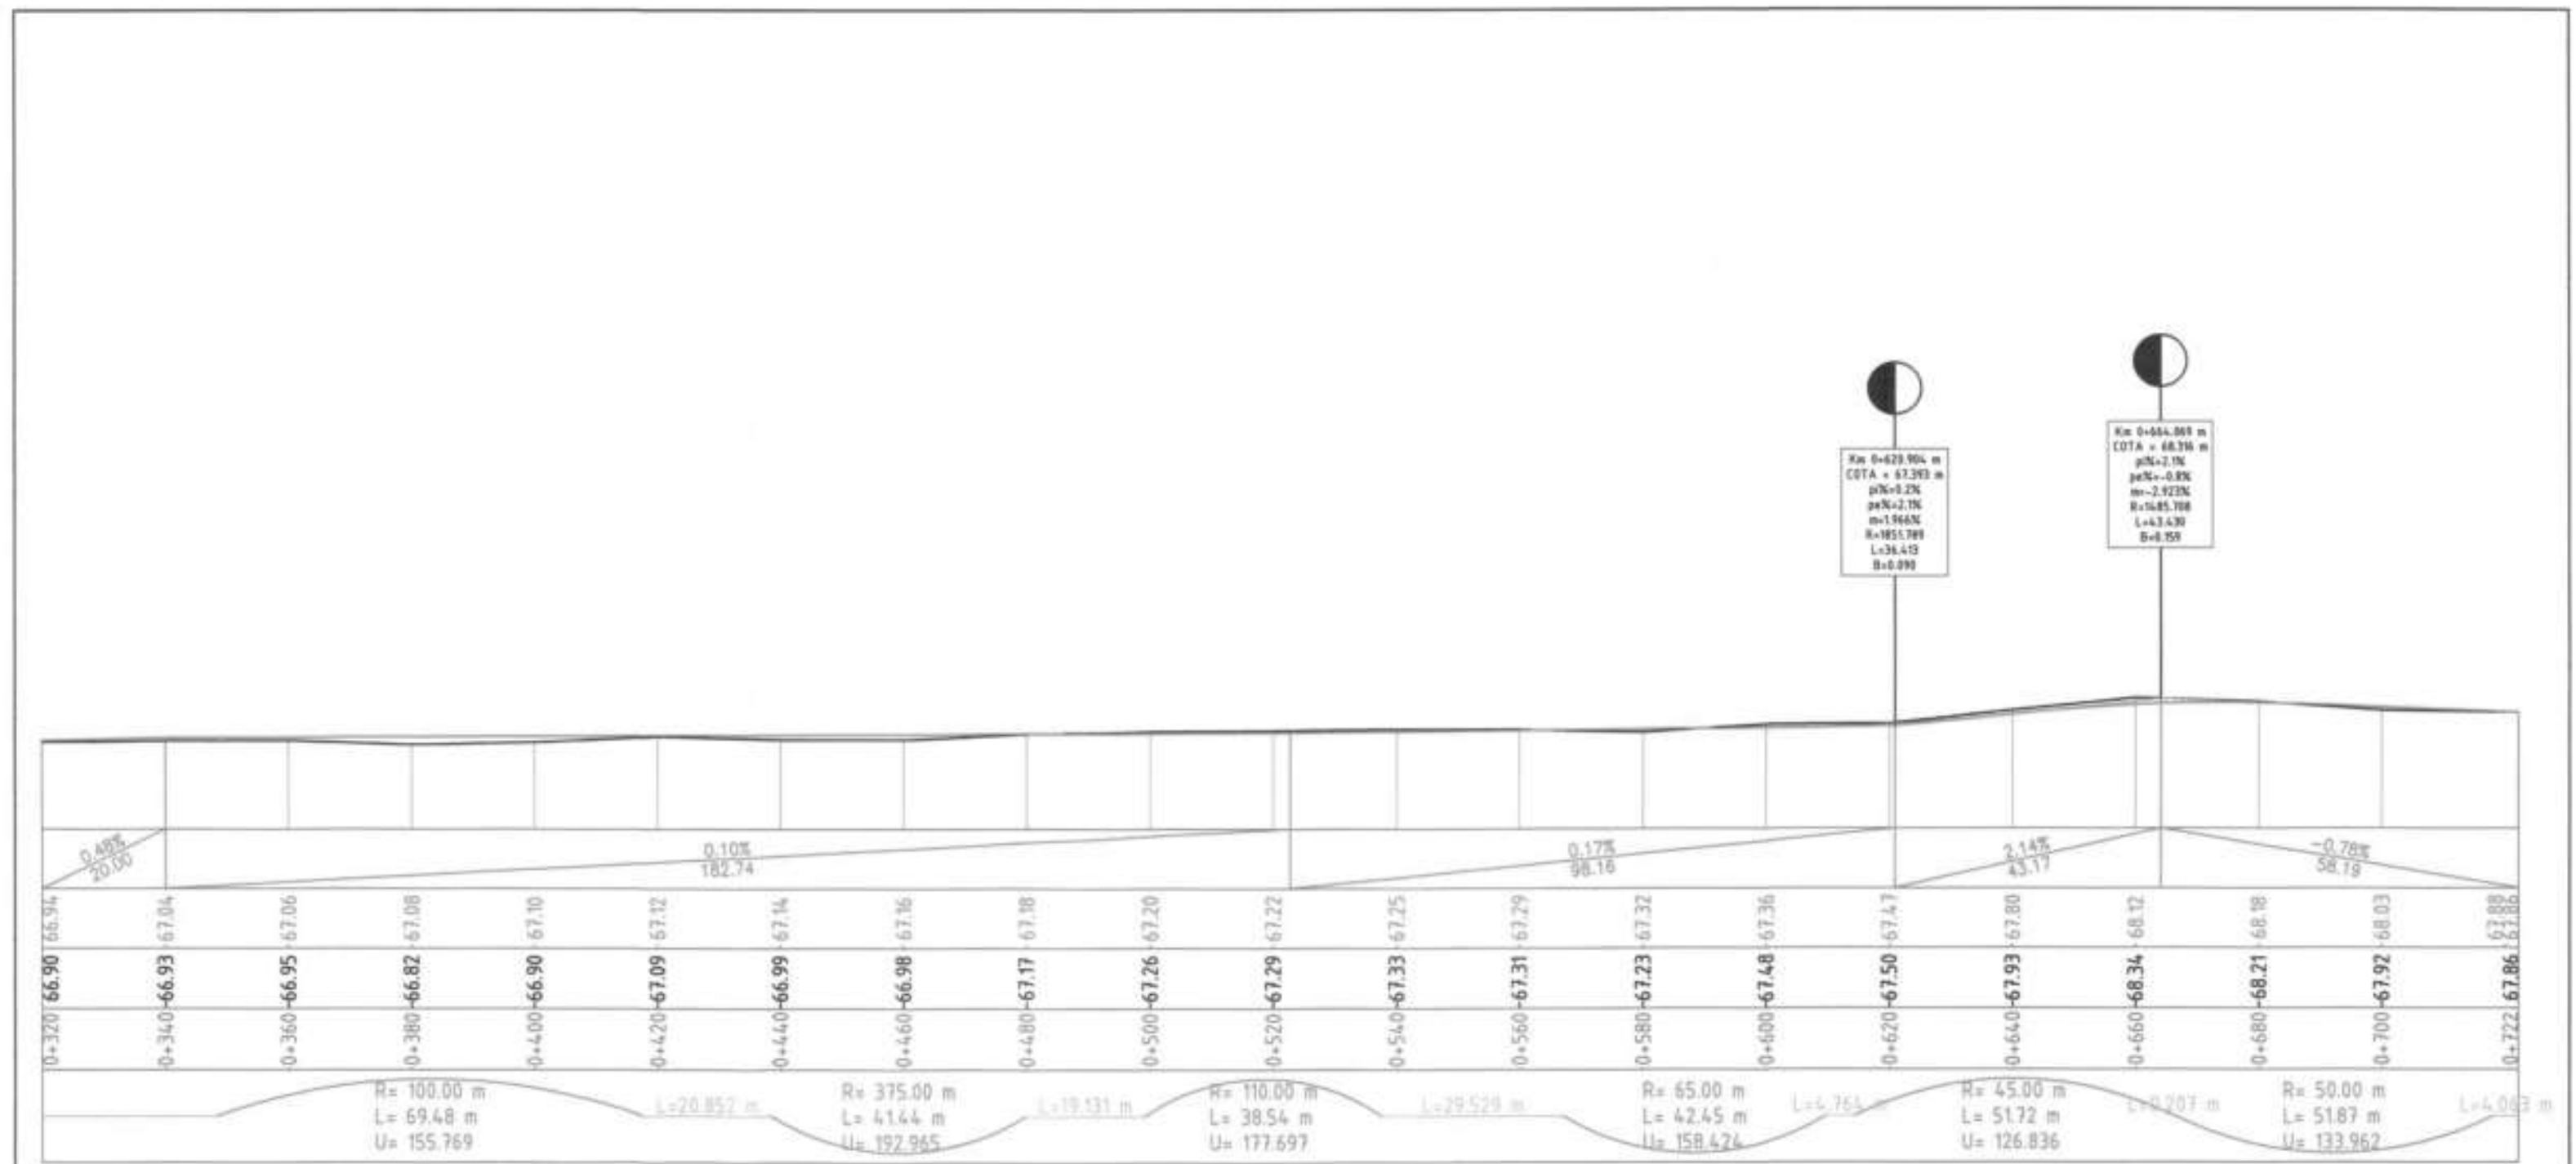 Km 0+620.904 m
COTA = 67.393 m
pi%=0.2%
pe%=2.1%
m=1.966%
R=1851.789
L=36.413
B=0.090
Km 0+664.069 m
COTA = 68.316 m
pi%=2.1%
pe%=-0.8%
m=-2.923%
R=1485.708
L=43.430
B=0.159
0.48%
20.00
0.10%
182.74
0.17%
98.16
2.14%
43.17
-0.78%
58.19
66.94 67.04 67.06 67.08 67.10 67.12 67.14 67.16 67.18 67.20 67.22 67.25 67.29 67.32 67.36 67.47 67.80 68.12 68.18 68.03 67.88 67.86
66.90 66.93 66.95 66.82 66.90 67.09 66.99 66.98 67.17 67.26 67.29 67.33 67.31 67.23 67.48 67.50 67.93 68.34 68.21 67.92 67.86
0+320 0+340 0+360 0+380 0+400 0+420 0+440 0+460 0+480 0+500 0+520 0+540 0+560 0+580 0+600 0+620 0+640 0+660 0+680 0+700 0+722
R= 100.00 m
L= 69.48 m
U= 155.769
L=20.852 m
R= 375.00 m
L= 41.44 m
U= 192.965
L=19.131 m
R= 110.00 m
L= 38.54 m
U= 177.697
L=29.529 m
R= 65.00 m
L= 42.45 m
U= 158.424
L=4.764 m
R= 45.00 m
L= 51.72 m
U= 126.836
L=0.207 m
R= 50.00 m
L= 51.87 m
U= 133.962
L=4.063 m